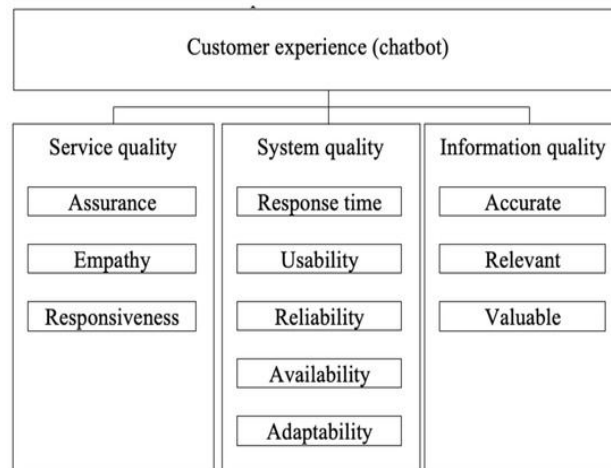 Customer experience (chatbot)
Service quality
Assurance
Empathy
Responsiveness
System quality
Response time
Usability
Reliability
Availability
Adaptability
Information quality
Accurate
Relevant
Valuable